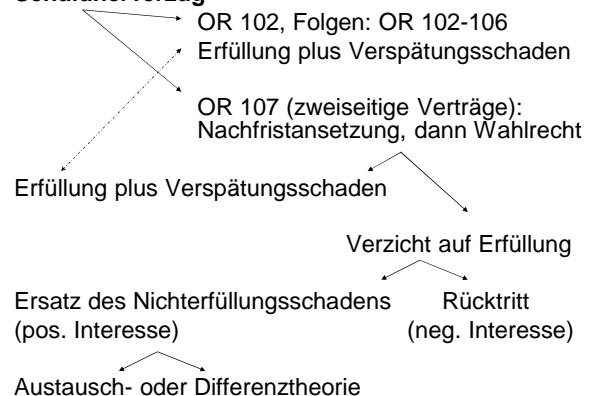 OR 102, Folgen: OR 102-106
Erfüllung plus Verspätungsschaden
OR 107 (zweiseitige Verträge):
Nachfristansetzung, dann Wahlrecht
Erfüllung plus Verspätungsschaden
Verzicht auf Erfüllung
Ersatz des Nichterfüllungsschadens Rücktritt
(pos. Interesse) (neg. Interesse)
Austausch- oder Differenztheorie